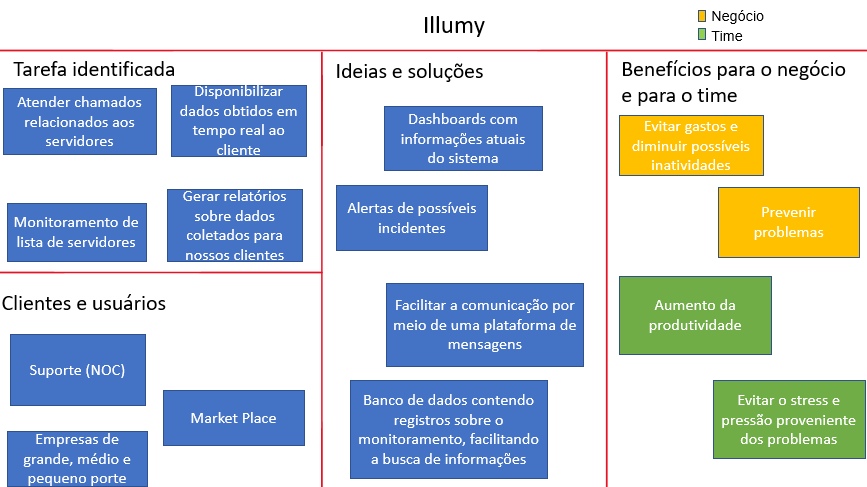 Illumy
Negócio
Time
Tarefa identificada
Atender chamados
relacionados aos
servidores
Disponibilizar
dados obtidos em
tempo real ao
cliente
Monitoramento de
lista de servidores
Gerar relatórios
sobre dados
coletados para
nossos clientes
Clientes e usuários
Suporte (NOC)
Market Place
Empresas de
grande, médio e
pequeno porte
Ideias e soluções
Dashboards com
informações atuais
do sistema
Alertas de possíveis
incidentes
Facilitar a comunicação por
meio de uma plataforma de
mensagens
Banco de dados contendo
registros sobre o
monitoramento, facilitando
a busca de informações
Benefícios para o negócio
e para o time
Evitar gastos e
diminuir possíveis
inatividades
Prevenir
problemas
Aumento da
produtividade
Evitar o stress e
pressão proveniente
dos problemas